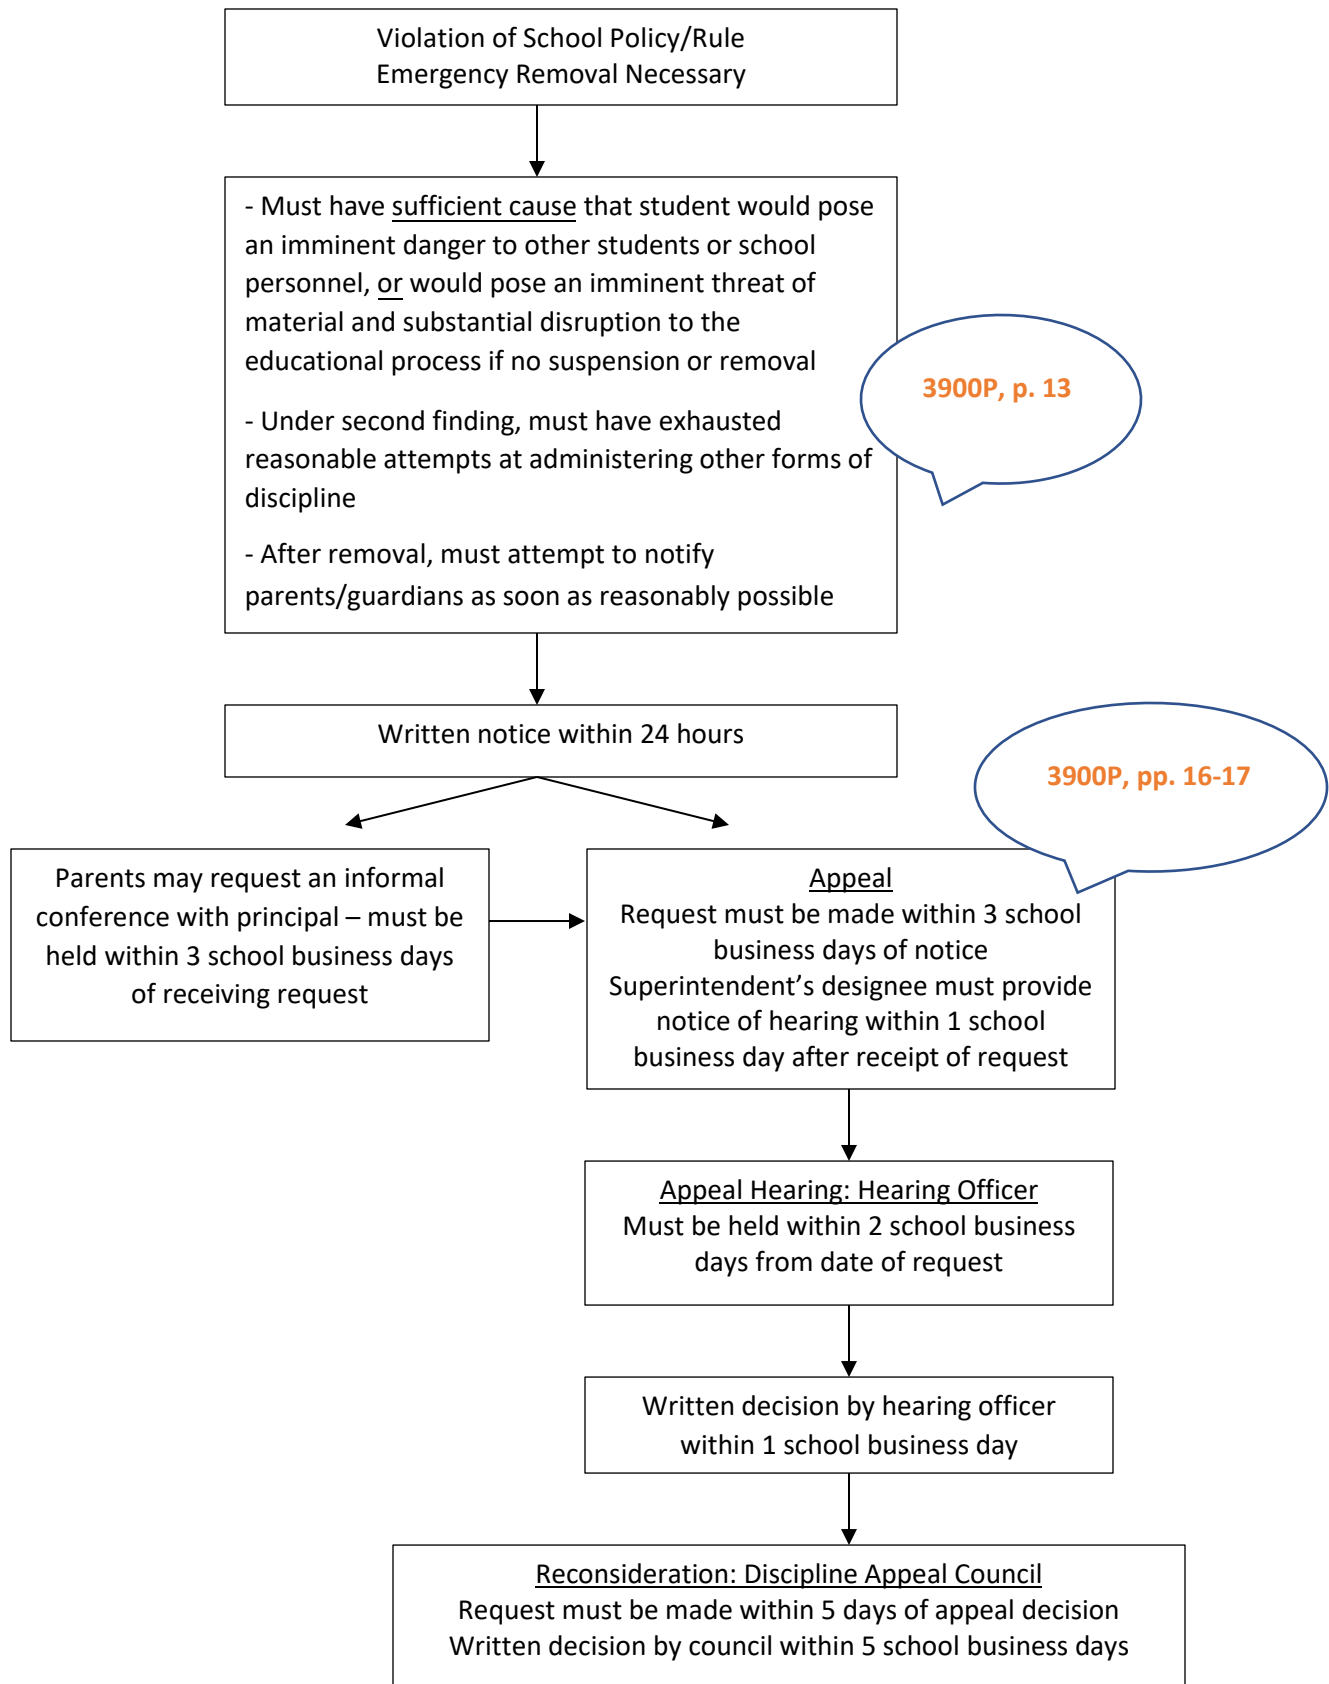 Violation of School Policy/Rule
Emergency Removal Necessary
- Must have sufficient cause that student would pose
an imminent danger to other students or school
personnel, or would pose an imminent threat of
material and substantial disruption to the
educational process if no suspension or removal
- Under second finding, must have exhausted
reasonable attempts at administering other forms of
discipline
- After removal, must attempt to notify
parents/guardians as soon as reasonably possible
3900P, p. 13
Written notice within 24 hours
3900P, pp. 16-17
Parents may request an informal
conference with principal – must be
held within 3 school business days
of receiving request
Appeal
Request must be made within 3 school
business days of notice
Superintendent’s designee must provide
notice of hearing within 1 school
business day after receipt of request
Appeal Hearing: Hearing Officer
Must be held within 2 school business
days from date of request
Written decision by hearing officer
within 1 school business day
Reconsideration: Discipline Appeal Council
Request must be made within 5 days of appeal decision
Written decision by council within 5 school business days